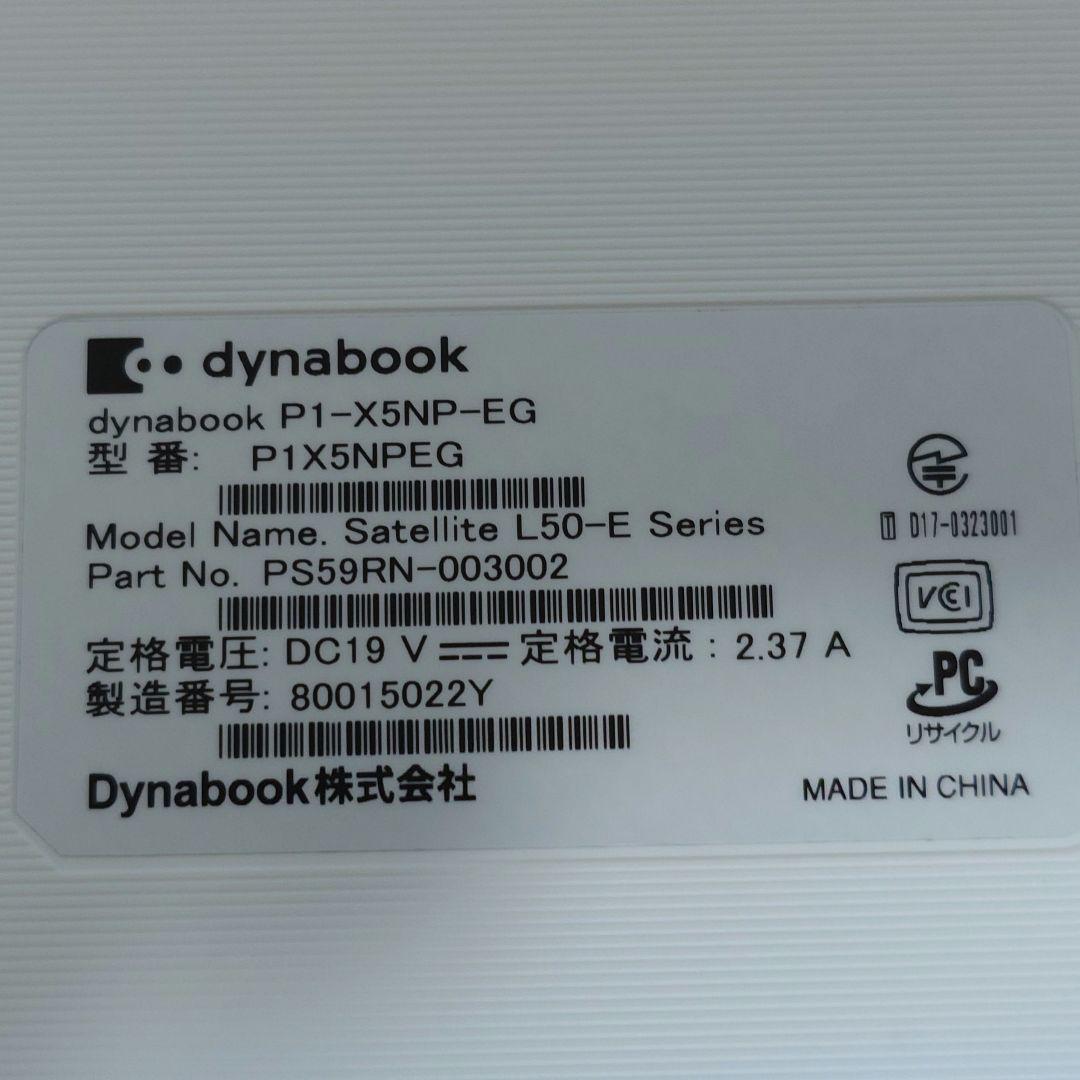 dynabook
dynabook P1-X5NP-EG
型 番: P1X5NPEG
Model Name. Satellite L50-E Series
Part No. PS59RN-003002
定格電圧: DC19 V 定格電流 : 2.37 A
製造番号: 80015022Y
Dynabook株式会社
T D17-0323001
VCCI
PC
リサイクル
MADE IN CHINA